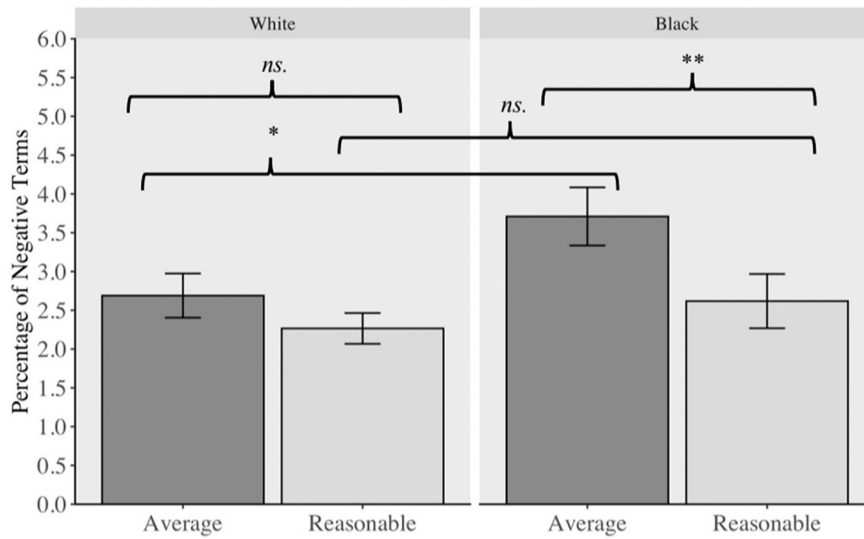 White Black
6.0
ns. **
5.5
5.0 ns.
4.5 *
4.0
3.5
3.0
2.5
2.0
1.5
1.0
0.5
0.0
Percentage of Negative Terms
Average Reasonable Average Reasonable